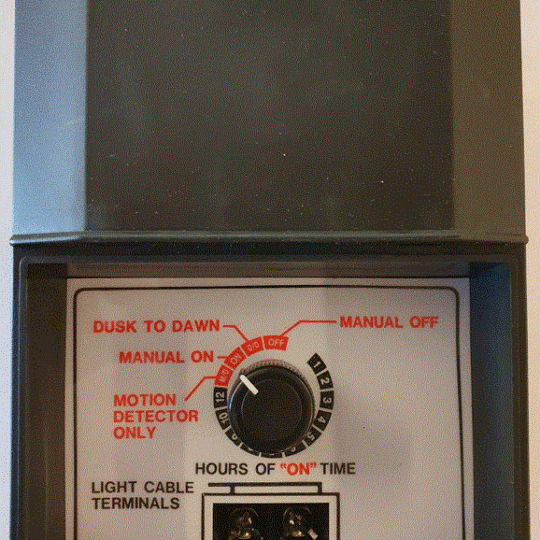 DUSK TO DAWN
MANUAL OFF
MANUAL ON
MOTION
DETECTOR
ONLY
M/D ON D/D OFF
1 2 3 4 5
10 12
HOURS OF "ON" TIME
LIGHT CABLE
TERMINALS